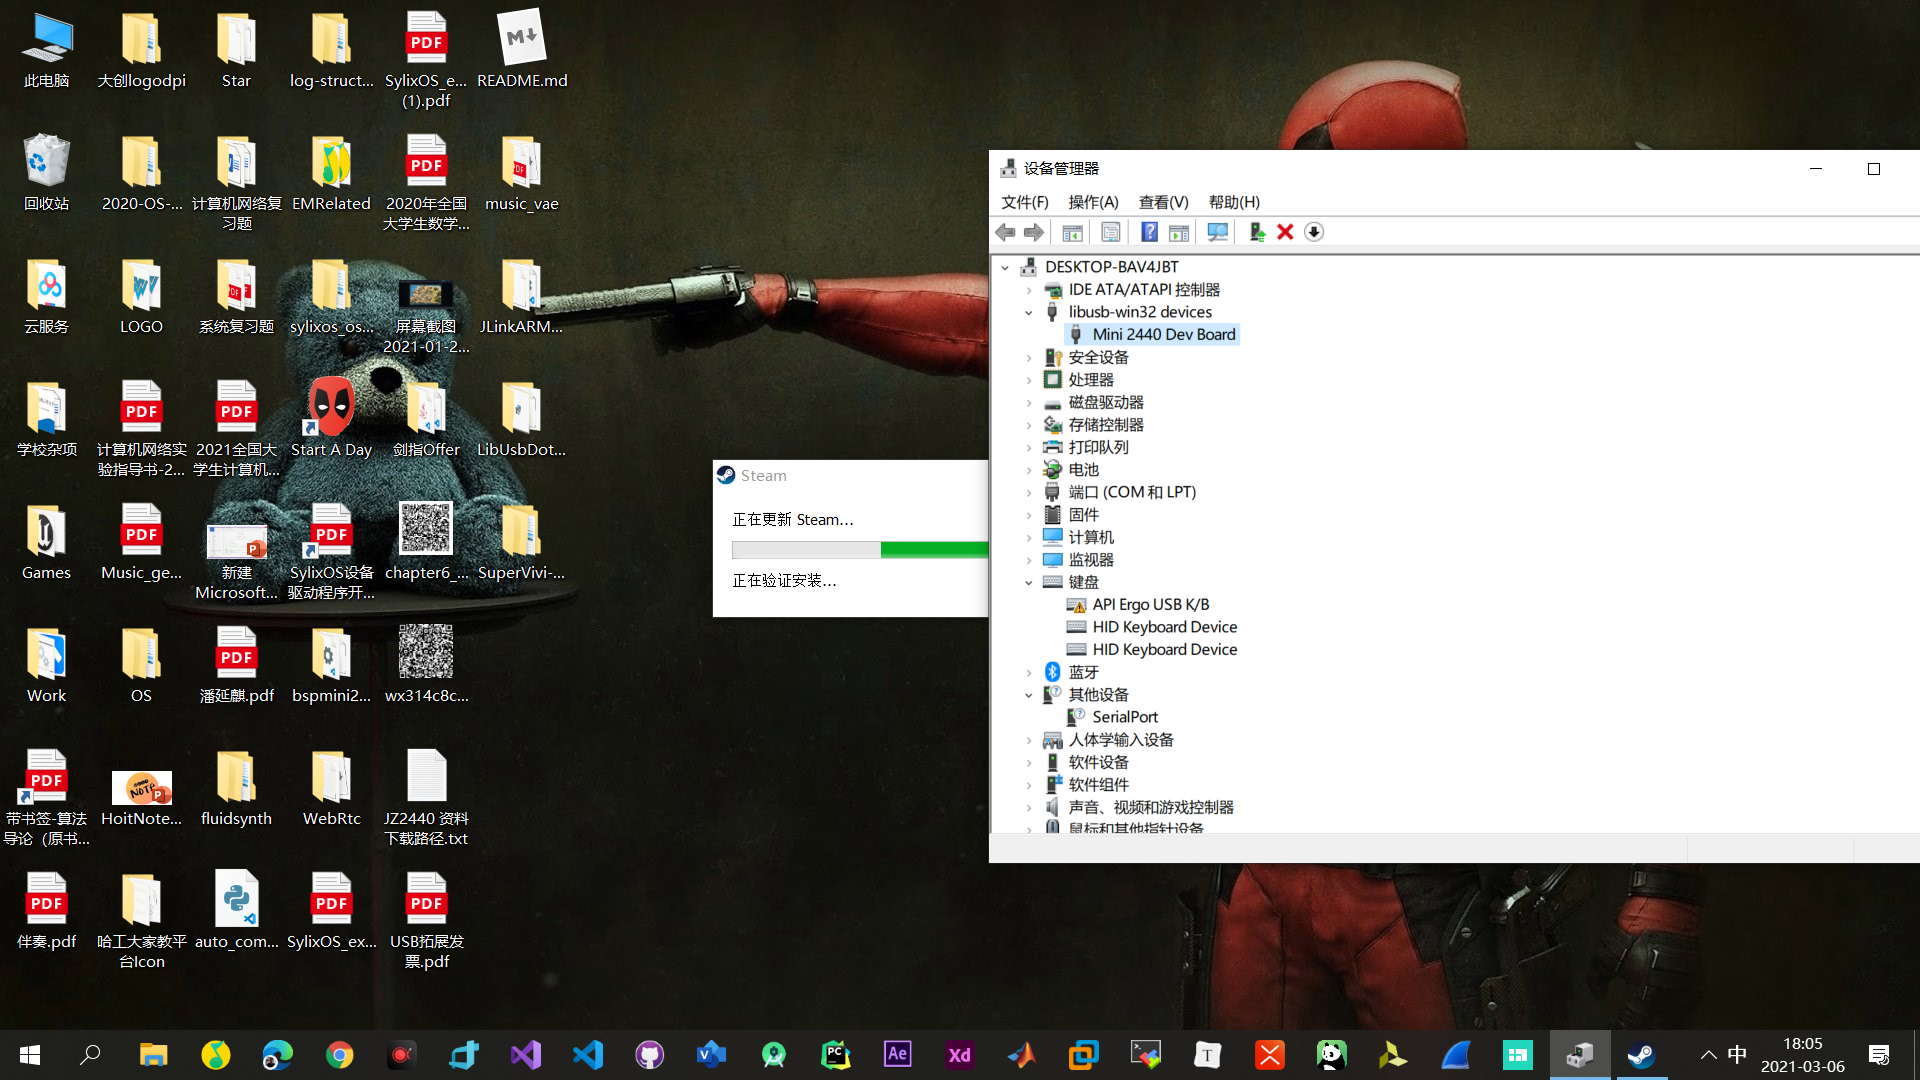 此电脑
大创logodpi
Star
log-struct...
SylixOS_e...
(1).pdf
README.md
回收站
2020-OS-...
计算机网络复
习题
EMRelated
2020年全国
大学生数学...
music_vae
云服务
LOGO
系统复习题
sylixos_os...
屏幕截图
2021-01-2...
JLinkARM...
学校杂项
计算机网络实
验指导书-2...
2021全国大
学生计算机...
Start A Day
剑指Offer
LibUsbDot...
Games
Music_ge...
新建
Microsoft...
SylixOS设备
驱动程序开...
chapter6_...
SuperVivi-...
Work
OS
潘延麒.pdf
bspmini2...
wx314c8c...
带书签-算法
导论（原书...
HoitNote...
fluidsynth
WebRtc
JZ2440 资料
下载路径.txt
伴奏.pdf
哈工大家教平
台Icon
auto_com...
SylixOS_ex...
USB拓展发
票.pdf
Steam
正在更新 Steam...
正在验证安装...
设备管理器
文件(F) 操作(A) 查看(V) 帮助(H)
DESKTOP-BAV4JBT
IDE ATA/ATAPI 控制器
libusb-win32 devices
Mini 2440 Dev Board
安全设备
处理器
磁盘驱动器
存储控制器
打印队列
电池
端口 (COM 和 LPT)
固件
计算机
监视器
键盘
API Ergo USB K/B
HID Keyboard Device
HID Keyboard Device
蓝牙
其他设备
SerialPort
人体学输入设备
软件设备
软件组件
声音、视频和游戏控制器
鼠标和其他指针设备
中
18:05
2021-03-06